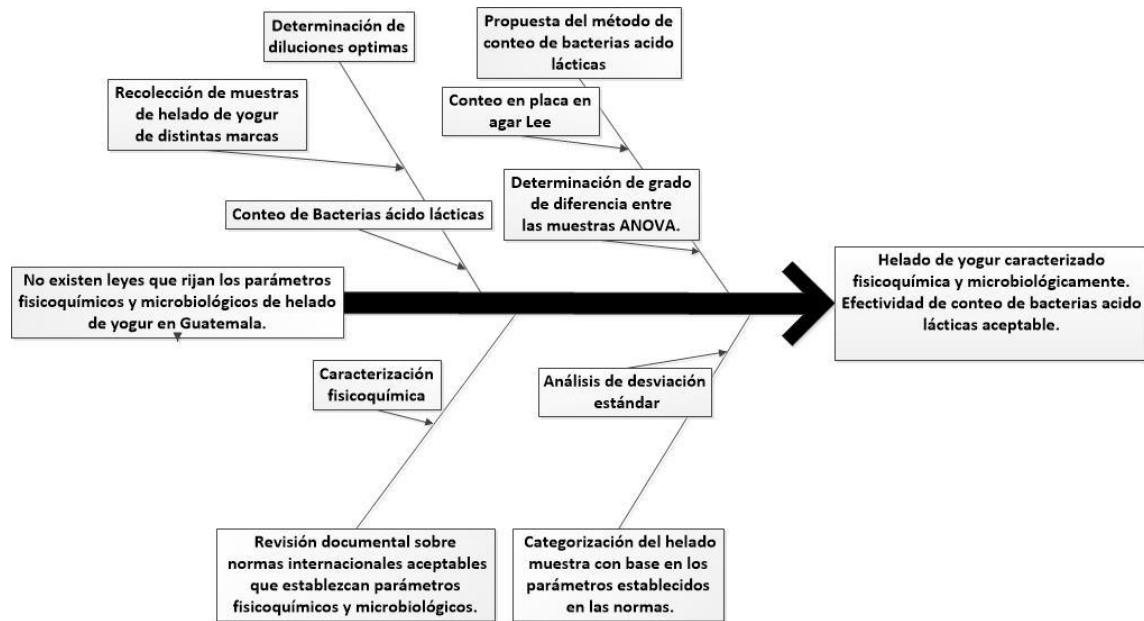 Determinación de
diluciones optimas
Propuesta del método de
conteo de bacterias acido
lácticas
Recolección de muestras
de helado de yogur
de distintas marcas
Conteo en placa en
agar Lee
Conteo de Bacterias ácido lácticas
Determinación de grado
de diferencia entre
las muestras ANOVA.
No existen leyes que rijan los parámetros
fisicoquímicos y microbiológicos de helado
de yogur en Guatemala.
Helado de yogur caracterizado
fisicoquímica y microbiológicamente.
Efectividad de conteo de bacterias acido
lácticas aceptable.
Caracterización
fisicoquímica
Análisis de desviación
estándar
Revisión documental sobre
normas internacionales aceptables
que establezcan parámetros
fisicoquímicos y microbiológicos.
Categorización del helado
muestra con base en los
parámetros establecidos
en las normas.